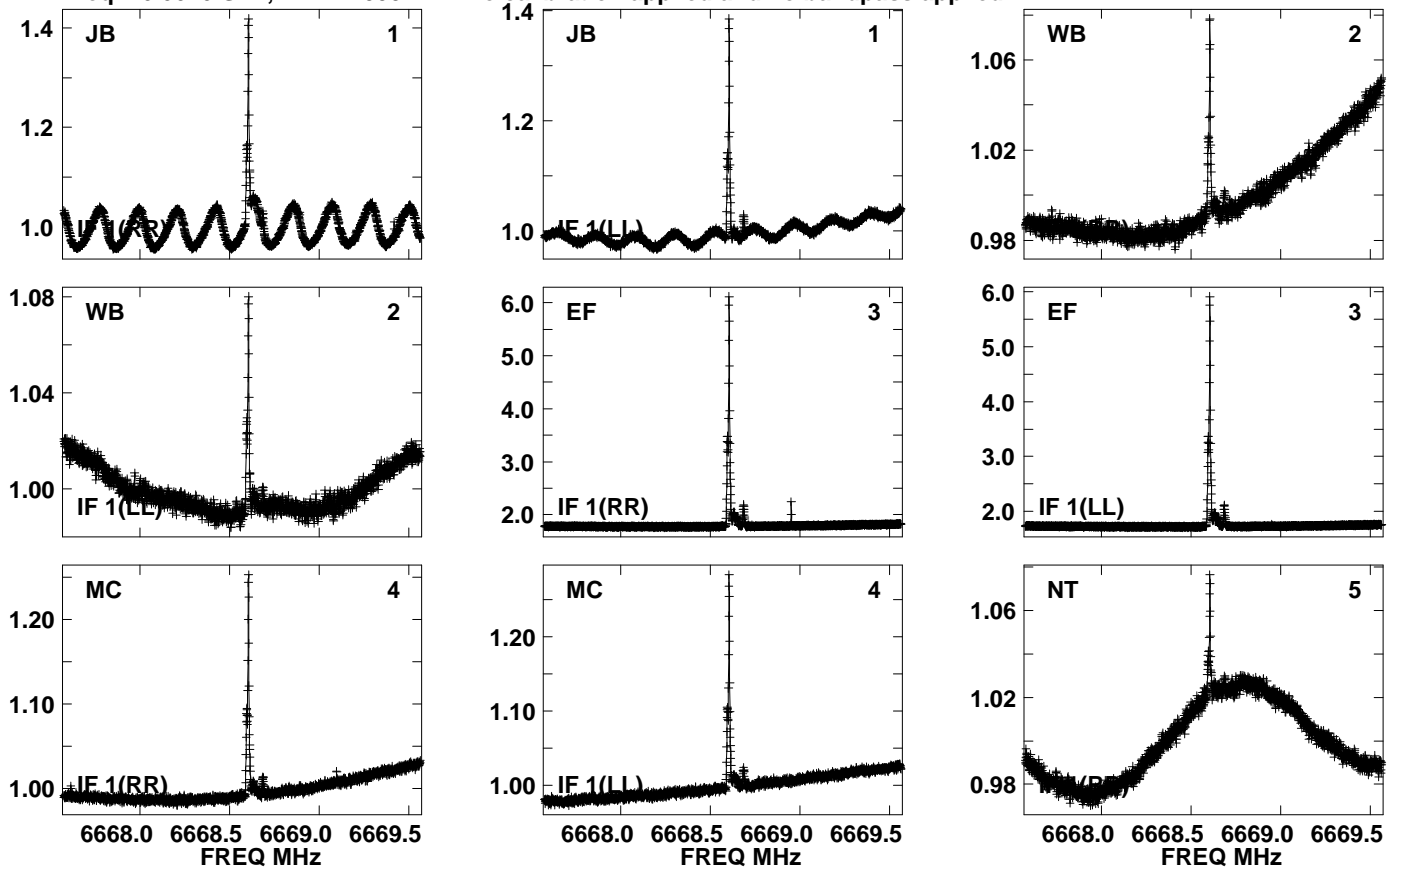 JB 1
1.4
1.2
1.0
IF 1(RR)
JB 1
1.4
1.2
1.0
IF 1(LL)
WB 2
1.06
1.02
0.98
WB 2
1.08
1.04
1.00
IF 1(LL)
EF 3
6.0
5.0
4.0
3.0
2.0
IF 1(RR)
EF 3
6.0
5.0
4.0
3.0
2.0
IF 1(LL)
MC 4
1.20
1.10
1.00
IF 1(RR)
MC 4
1.20
1.10
1.00
IF 1(LL)
NT 5
1.06
1.02
0.98
6668.0 6668.5 6669.0 6669.5
FREQ MHz
6668.0 6668.5 6669.0 6669.5
FREQ MHz
6668.0 6668.5 6669.0 6669.5
FREQ MHz